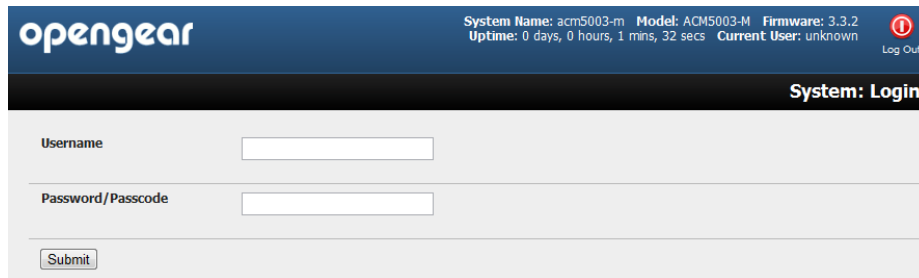 opengear
System Name: acm5003-m Model: ACM5003-M Firmware: 3.3.2
Uptime: 0 days, 0 hours, 1 mins, 32 secs Current User: unknown
Log Out
System: Login
Username
Password/Passcode
Submit